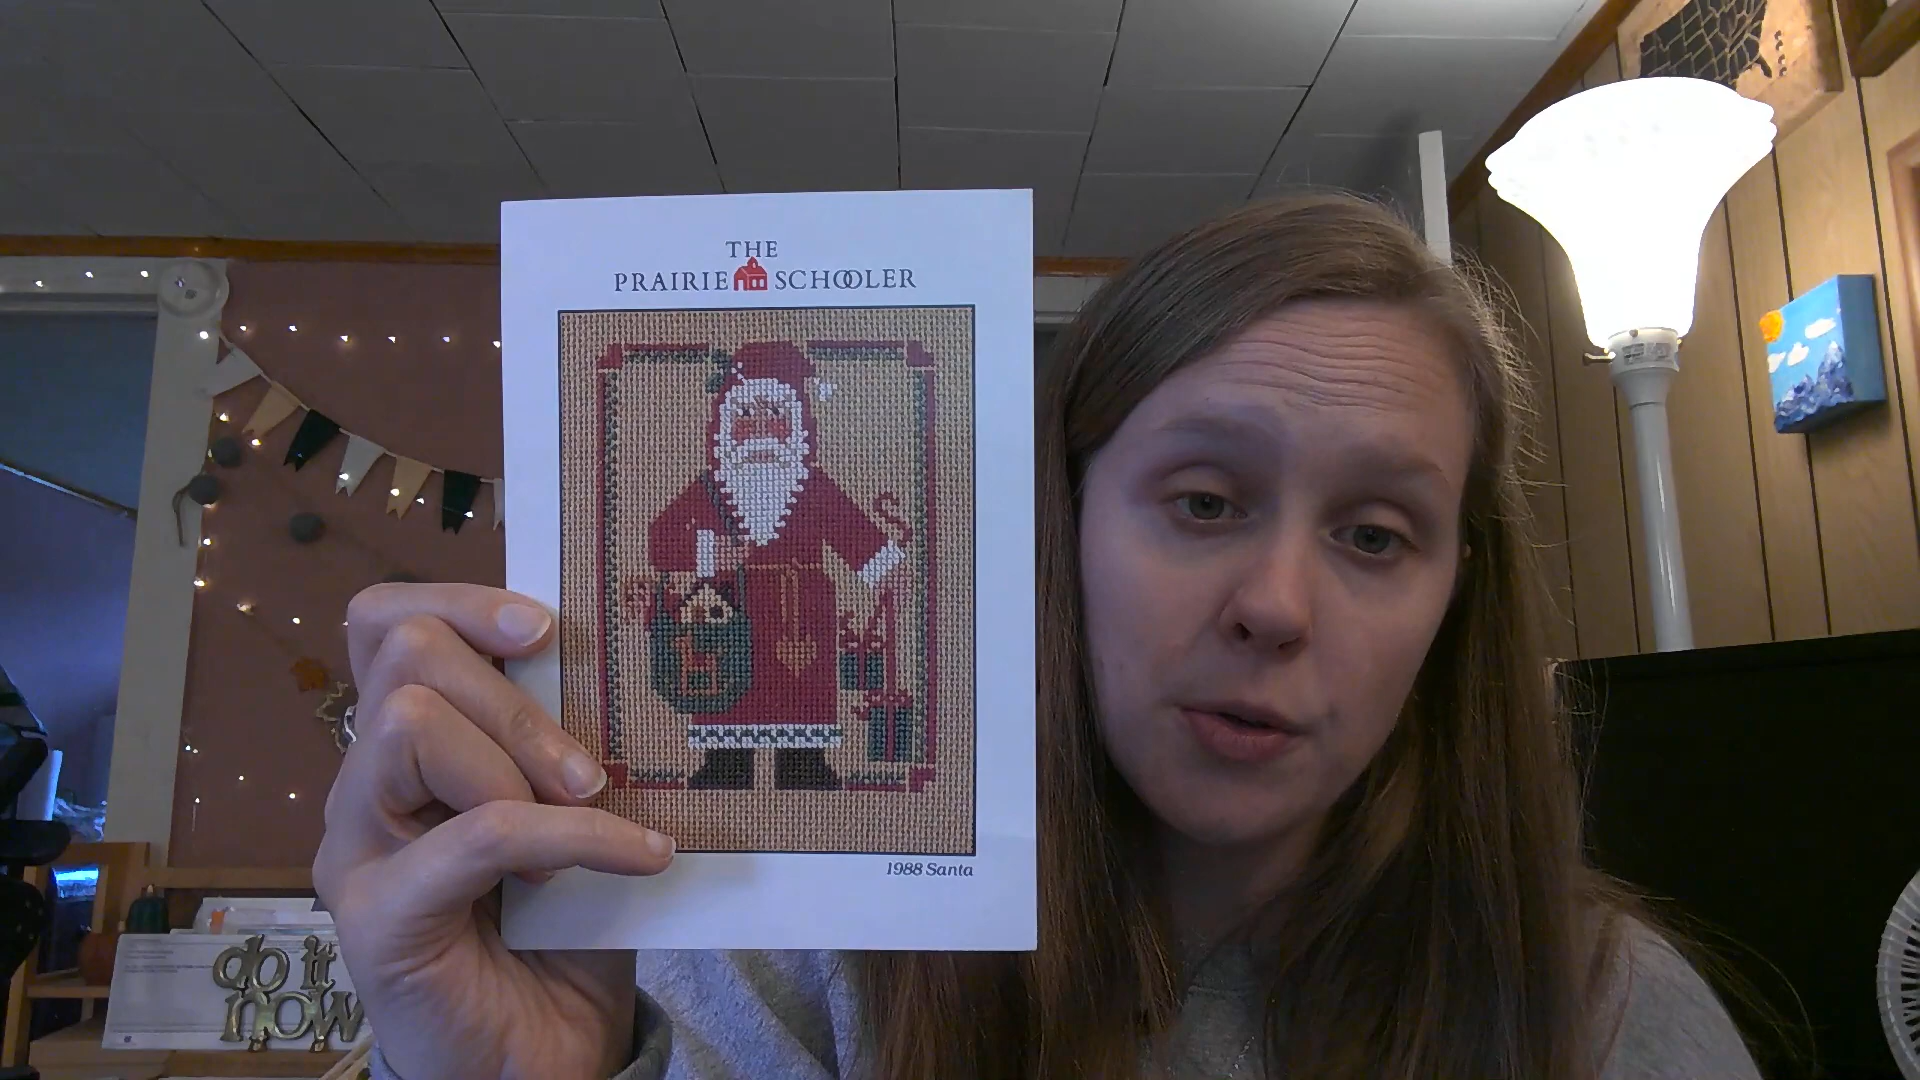 THE
PRAIRIE SCHOOLER
1988 Santa
do it
now